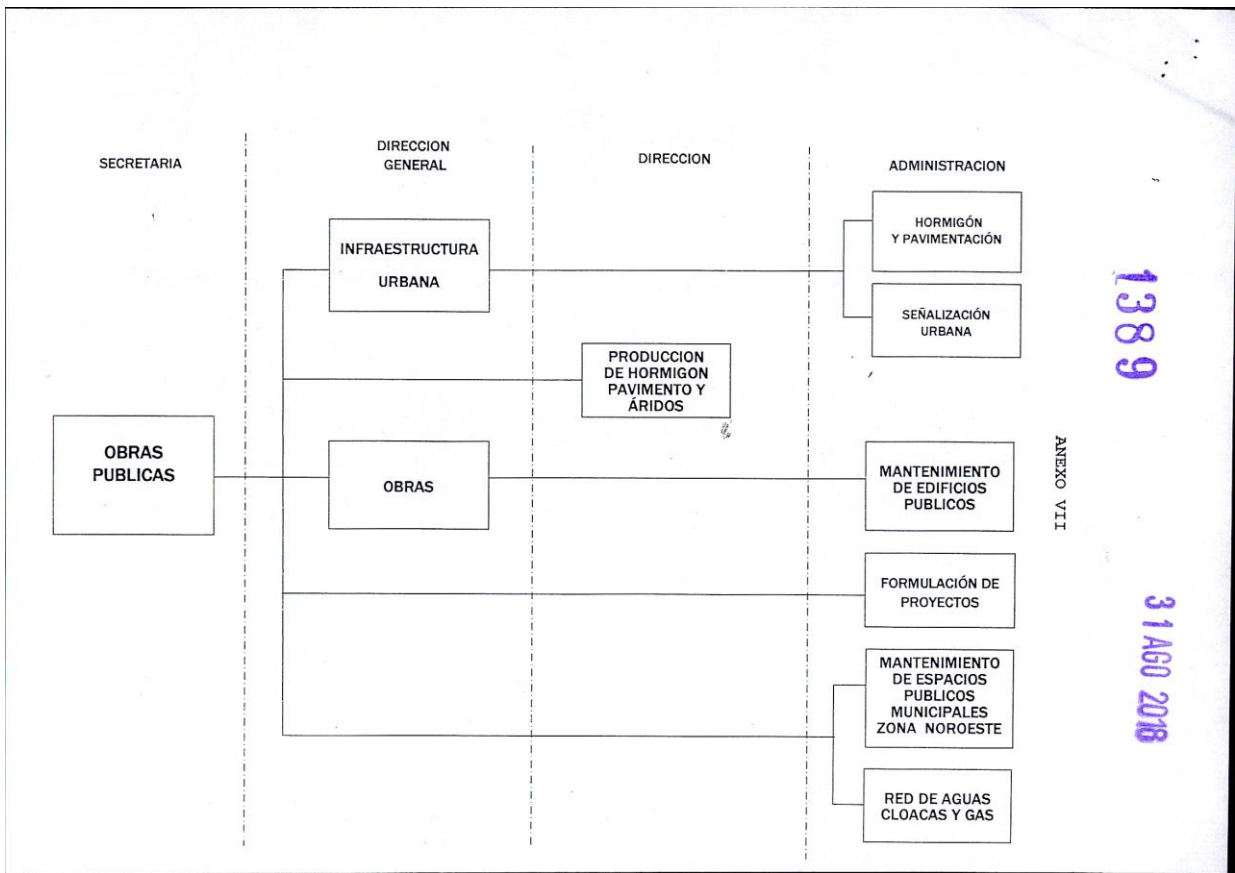 SECRETARIA
DIRECCION
GENERAL
DIRECCION
ADMINISTRACION
INFRAESTRUCTURA
URBANA
HORMIGÓN
Y PAVIMENTACIÓN
SEÑALIZACIÓN
URBANA
PRODUCCION
DE HORMIGON
PAVIMENTO Y
ÁRIDOS
OBRAS
PUBLICAS
OBRAS
MANTENIMIENTO
DE EDIFICIOS
PUBLICOS
FORMULACIÓN DE
PROYECTOS
MANTENIMIENTO
DE ESPACIOS
PUBLICOS
MUNICIPALES
ZONA NOROESTE
RED DE AGUAS
CLOACAS Y GAS
1389
ANEXO VII
31 AGO 2018